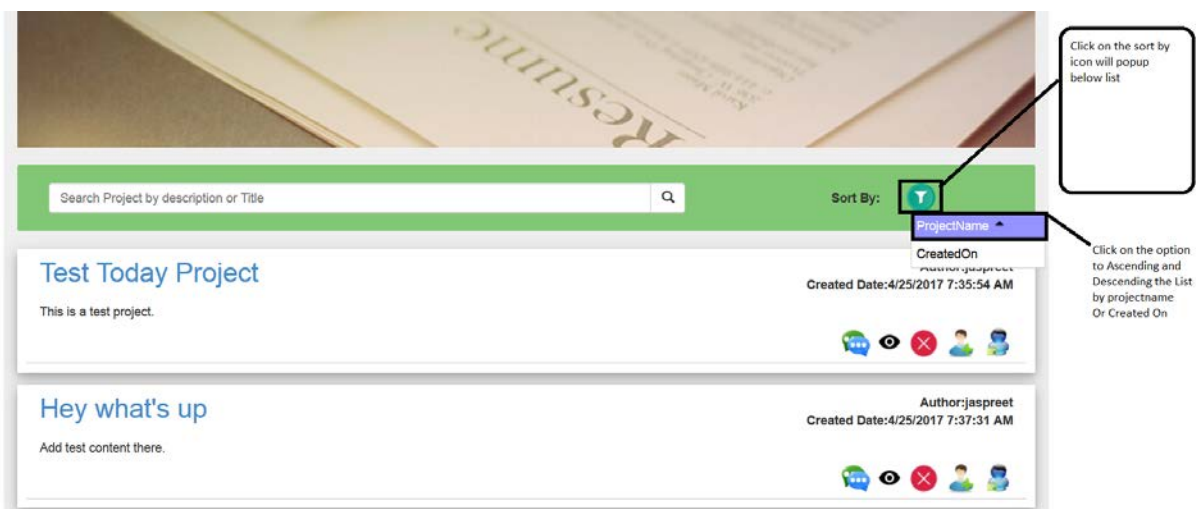 Resume
Click on the sort by
icon will popup
below list
Search Project by description or Title
Sort By:
ProjectName
CreatedOn
Click on the option
to Ascending and
Descending the List
by projectname
Or Created On
Test Today Project
Author:jaspreet
Created Date:4/25/2017 7:35:54 AM
This is a test project.
Hey what's up
Author:jaspreet
Created Date:4/25/2017 7:37:31 AM
Add test content there.